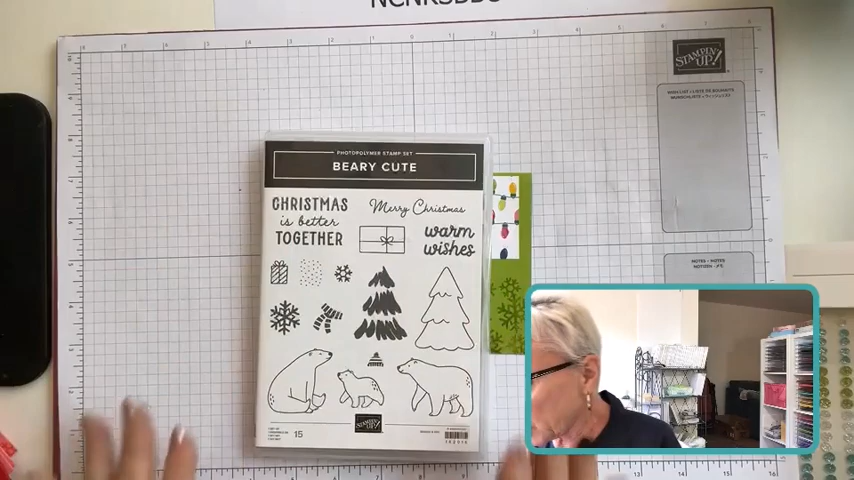 STAMPIN' UP!
PHOTOPOLYMER STAMP SET
BEARY CUTE
CHRISTMAS
is better
TOGETHER
Merry Christmas
warm
wishes
STAMPIN' UP!
15